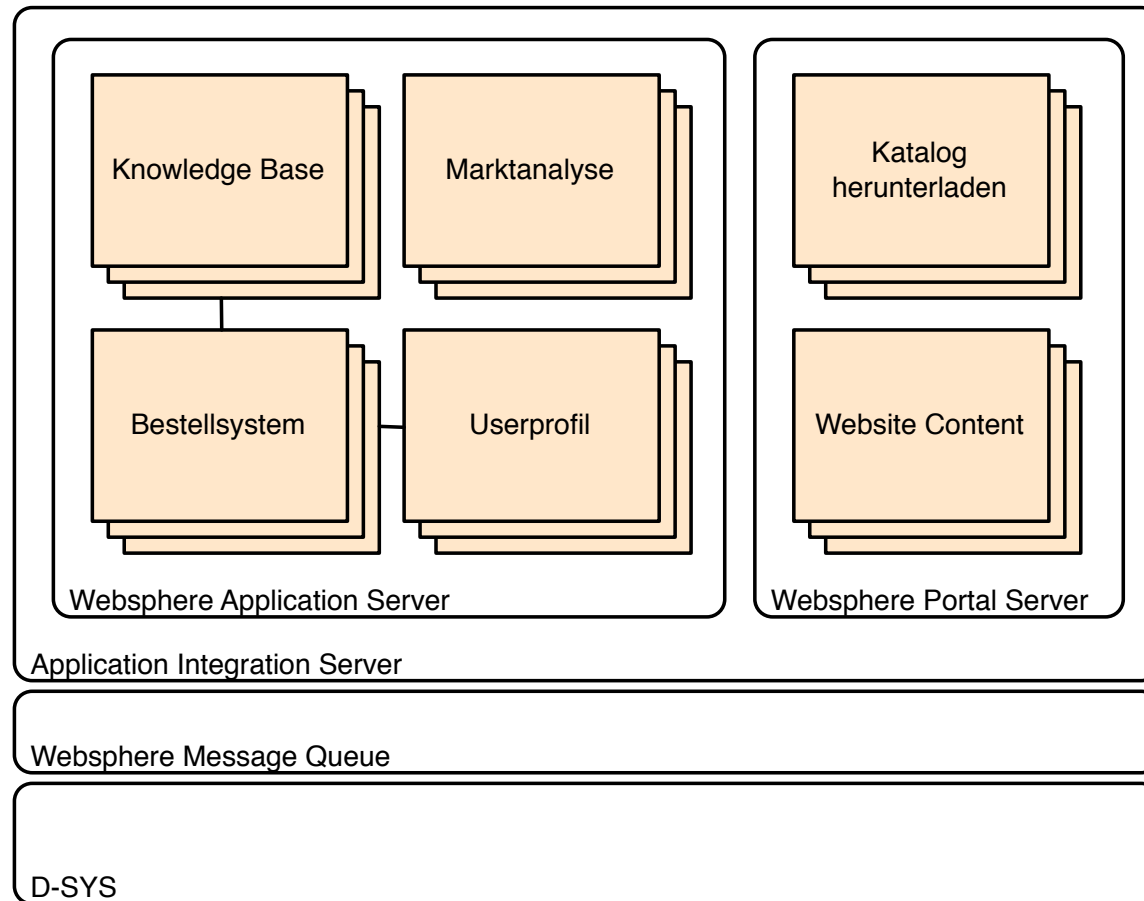 Knowledge Base
Marktanalyse
Katalog
herunterladen
Bestellsystem
Userprofil
Website Content
Websphere Application Server
Websphere Portal Server
Application Integration Server
Websphere Message Queue
D-SYS